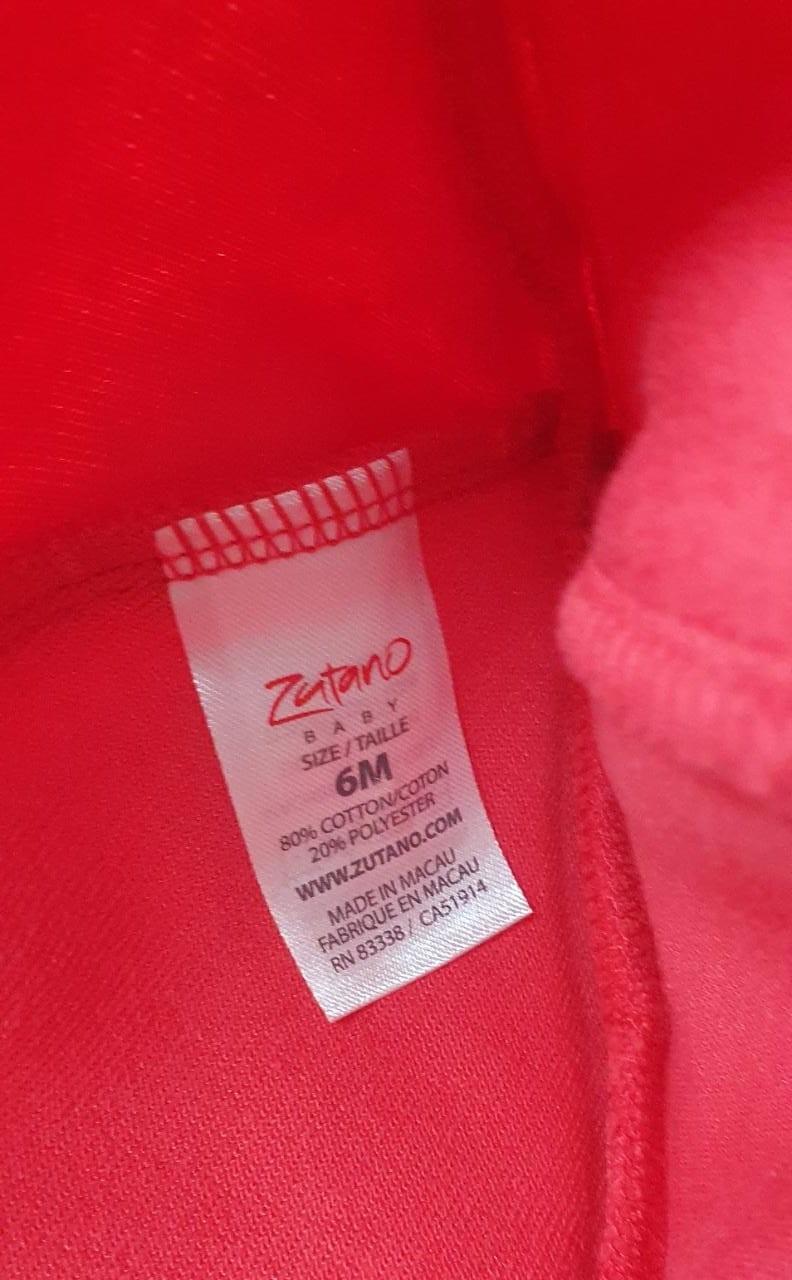 Zutano
BABY
SIZE / TAILLE
6M
80% COTTON/COTON
20% POLYESTER
WWW.ZUTANO.COM
MADE IN MACAU
FABRIQUE EN MACAU
RN 83338 / CA51914